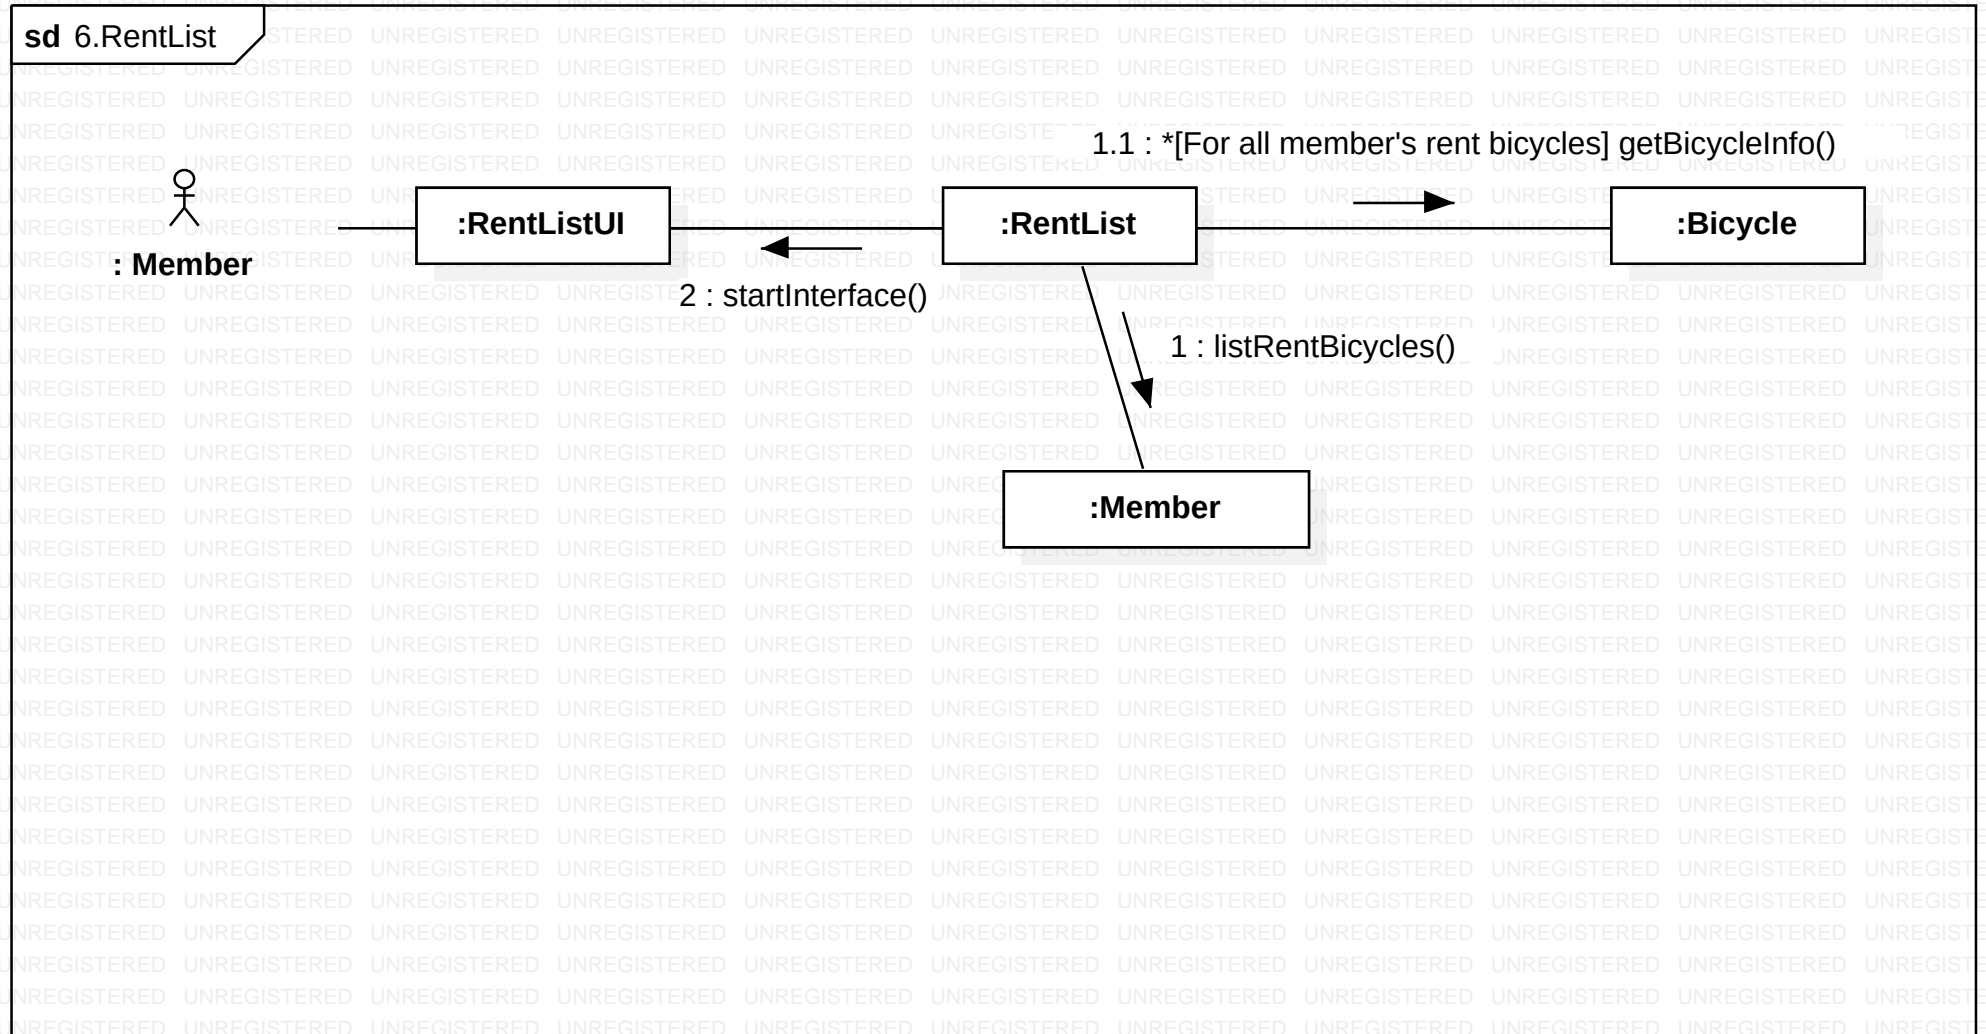 sd 6.RentList
1.1 : *[For all member's rent bicycles] getBicycleInfo()
: Member
:RentListUI
:RentList
:Bicycle
2 : startInterface()
1 : listRentBicycles()
:Member
UNREGISTERED